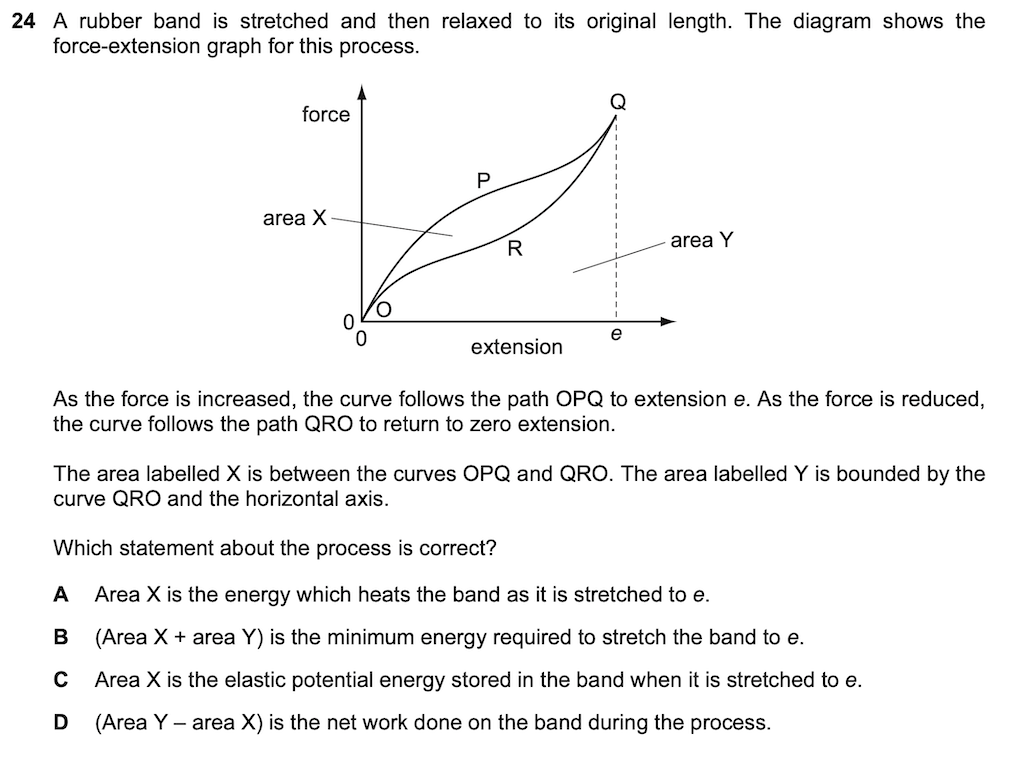 24 A rubber band is stretched and then relaxed to its original length. The diagram shows the
force-extension graph for this process.
force
Q
P
area X
R
area Y
O
0
0
extension
e
As the force is increased, the curve follows the path OPQ to extension e. As the force is reduced,
the curve follows the path QRO to return to zero extension.
The area labelled X is between the curves OPQ and QRO. The area labelled Y is bounded by the
curve QRO and the horizontal axis.
Which statement about the process is correct?
A Area X is the energy which heats the band as it is stretched to e.
B (Area X + area Y) is the minimum energy required to stretch the band to e.
C Area X is the elastic potential energy stored in the band when it is stretched to e.
D (Area Y – area X) is the net work done on the band during the process.